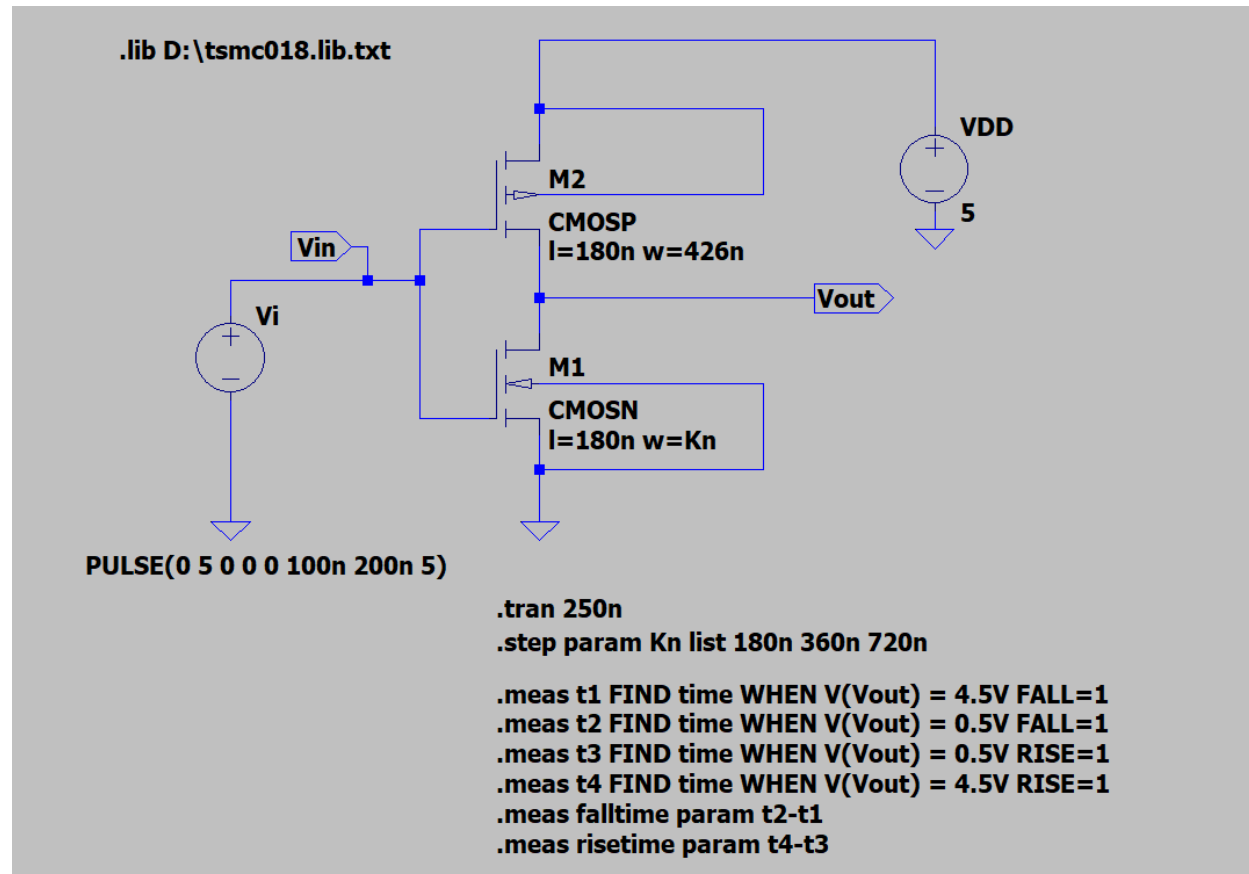 .lib D:\tsmc018.lib.txt
VDD
5
M2
CMOSP
l=180n w=426n
Vin
Vout
Vi
M1
CMOSN
l=180n w=Kn
PULSE(0 5 0 0 0 100n 200n 5)
.tran 250n
.step param Kn list 180n 360n 720n
.meas t1 FIND time WHEN V(Vout) = 4.5V FALL=1
.meas t2 FIND time WHEN V(Vout) = 0.5V FALL=1
.meas t3 FIND time WHEN V(Vout) = 0.5V RISE=1
.meas t4 FIND time WHEN V(Vout) = 4.5V RISE=1
.meas falltime param t2-t1
.meas risetime param t4-t3